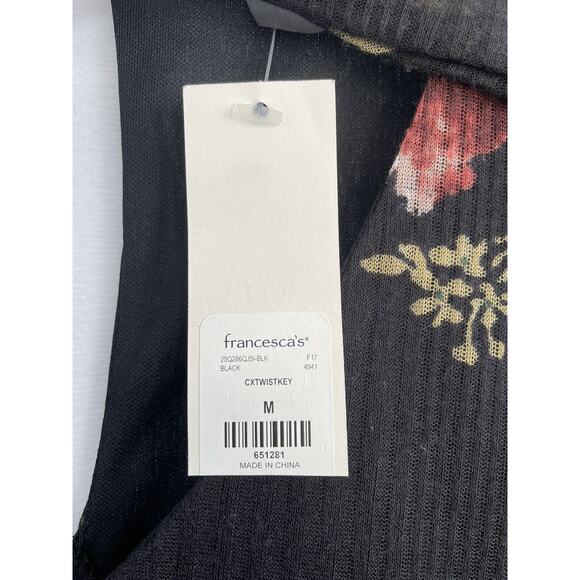 francesca's®
25Q286QJ5I-BLK F17
BLACK 4941
CXTWISTKEY
M
651281
MADE IN CHINA